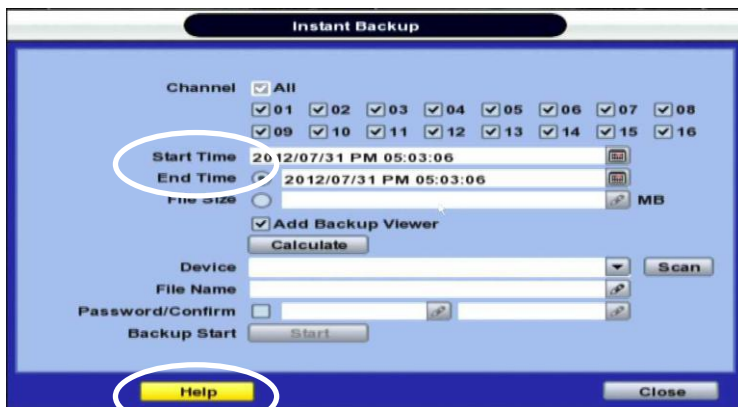 Instant Backup
Channel All
01 02 03 04 05 06 07 08
09 10 11 12 13 14 15 16
Start Time 2012/07/31 PM 05:03:06
End Time 2012/07/31 PM 05:03:06
File Size MB
Add Backup Viewer
Calculate
Device Scan
File Name
Password/Confirm
Backup Start Start
Help Close